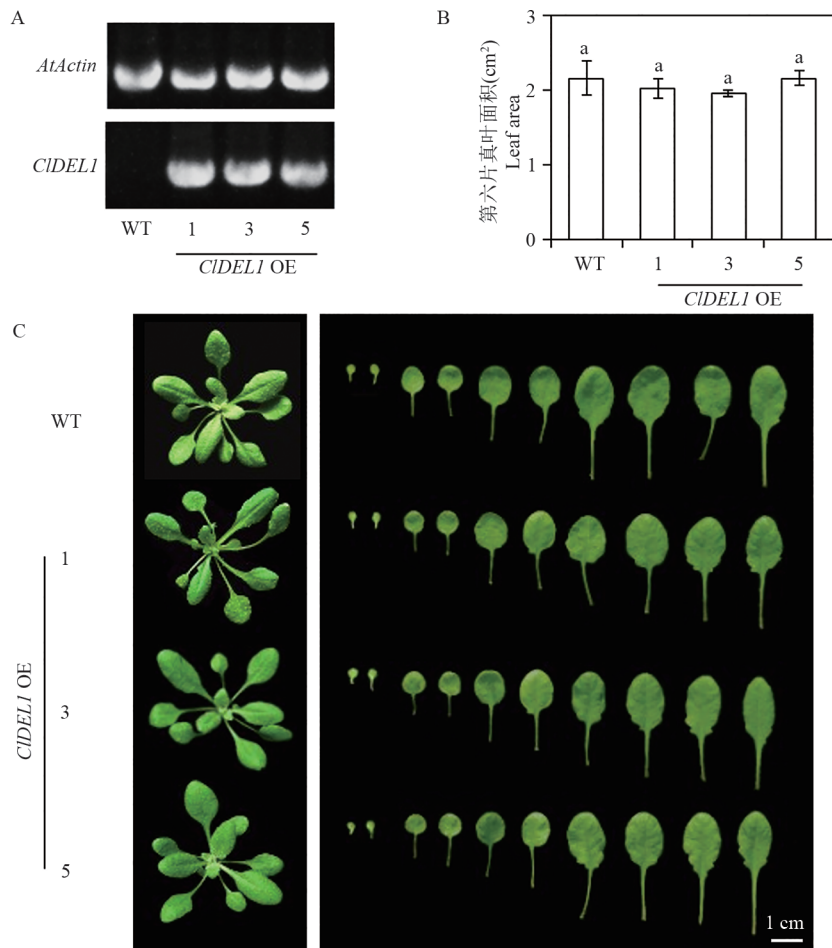 A
AtActin
ClDEL1
WT 1 3 5
ClDEL1 OE
B
第六片真叶面积(cm²)
Leaf area
3
2
1
0
a a a a
WT 1 3 5
ClDEL1 OE
C
WT
1
3
5
ClDEL1 OE
1 cm